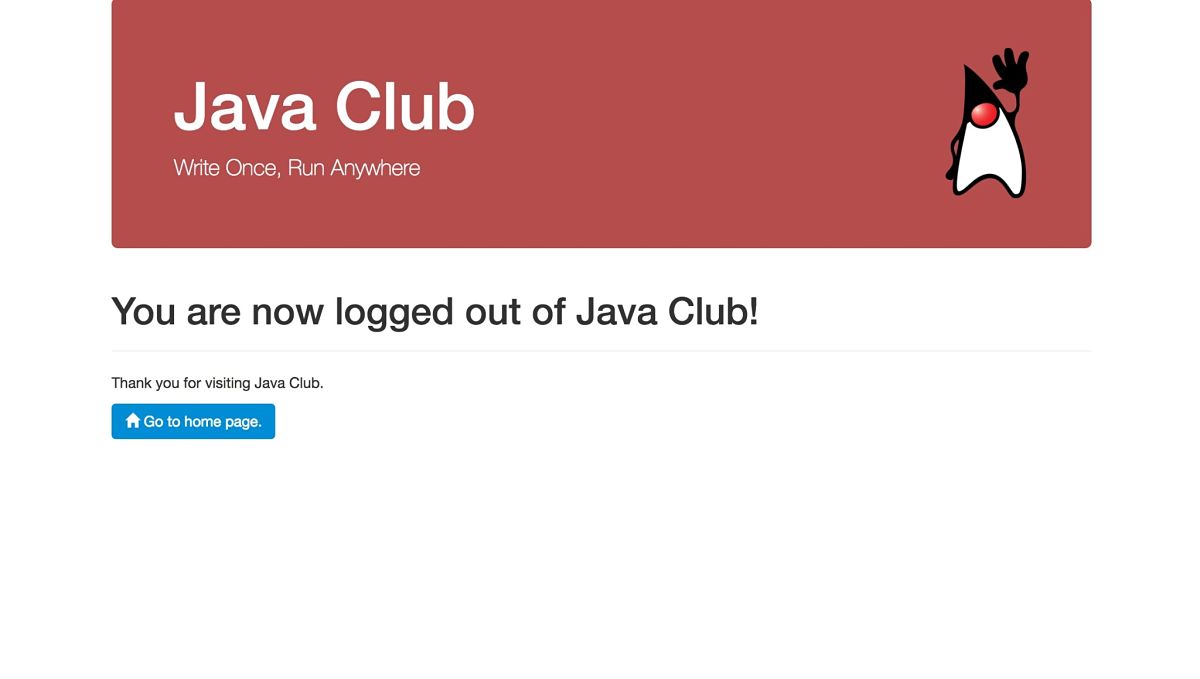 Java Club
Write Once, Run Anywhere
You are now logged out of Java Club!
Thank you for visiting Java Club.
Go to home page.